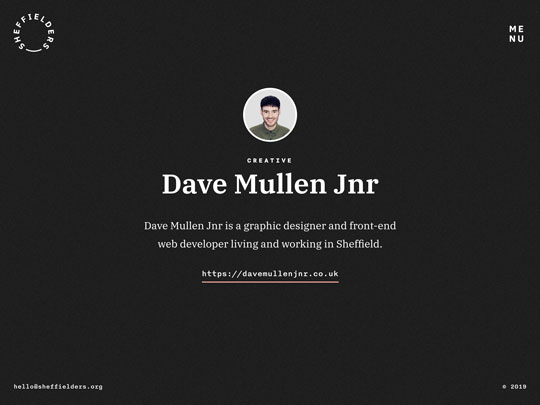 SHEFFIELDERS
ME
NU
CREATIVE
Dave Mullen Jnr
Dave Mullen Jnr is a graphic designer and front-end
web developer living and working in Sheffield.
https://davemullenjnr.co.uk
hello@sheffielders.org
© 2019